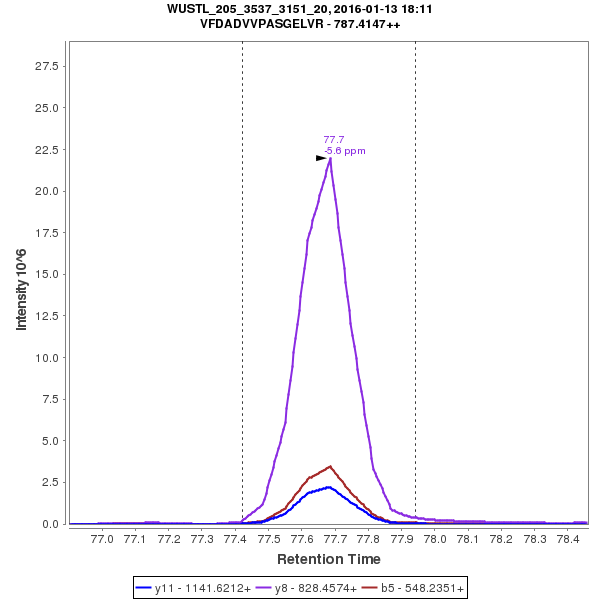 WUSTL_205_3537_3151_20, 2016-01-13 18:11
VFDADVVPASGELVR - 787.4147++
77.7
-5.6 ppm
Intensity 10^6
27.5
25.0
22.5
20.0
17.5
15.0
12.5
10.0
7.5
5.0
2.5
0.0
77.0 77.1 77.2 77.3 77.4 77.5 77.6 77.7 77.8 77.9 78.0 78.1 78.2 78.3 78.4
Retention Time
y11 - 1141.6212+ y8 - 828.4574+ b5 - 548.2351+